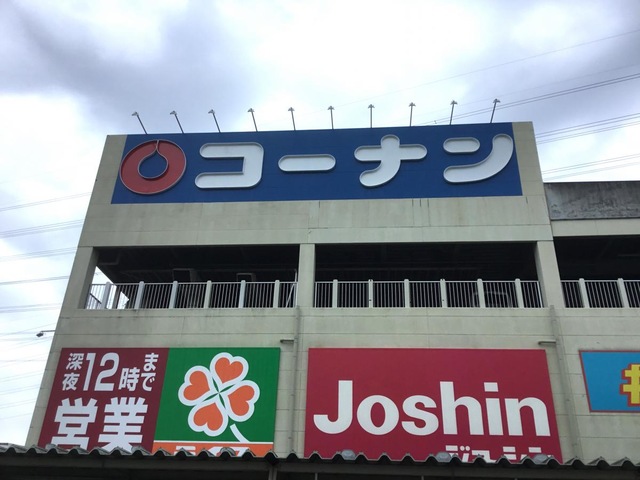 コーナン
深夜12時まで
営業
Joshin